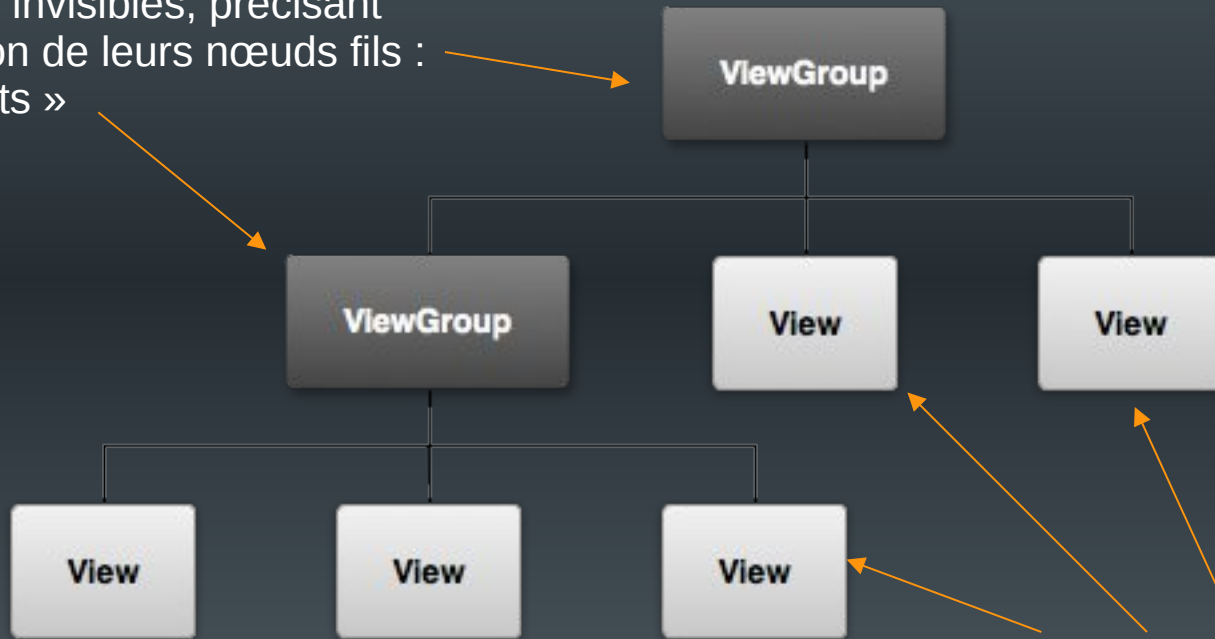 invisibles, précisant
on de leurs nœuds fils :
ts »
ViewGroup
ViewGroup
View
View
View
View
View